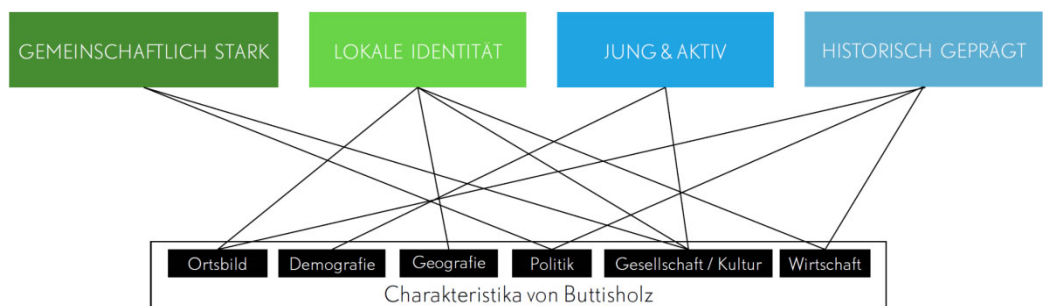 GEMEINSCHAFTLICH STARK
LOKALE IDENTITÄT
JUNG & AKTIV
HISTORISCH GEPRÄGT
Ortsbild
Demografie
Geografie
Politik
Gesellschaft / Kultur
Wirtschaft
Charakteristika von Buttisholz